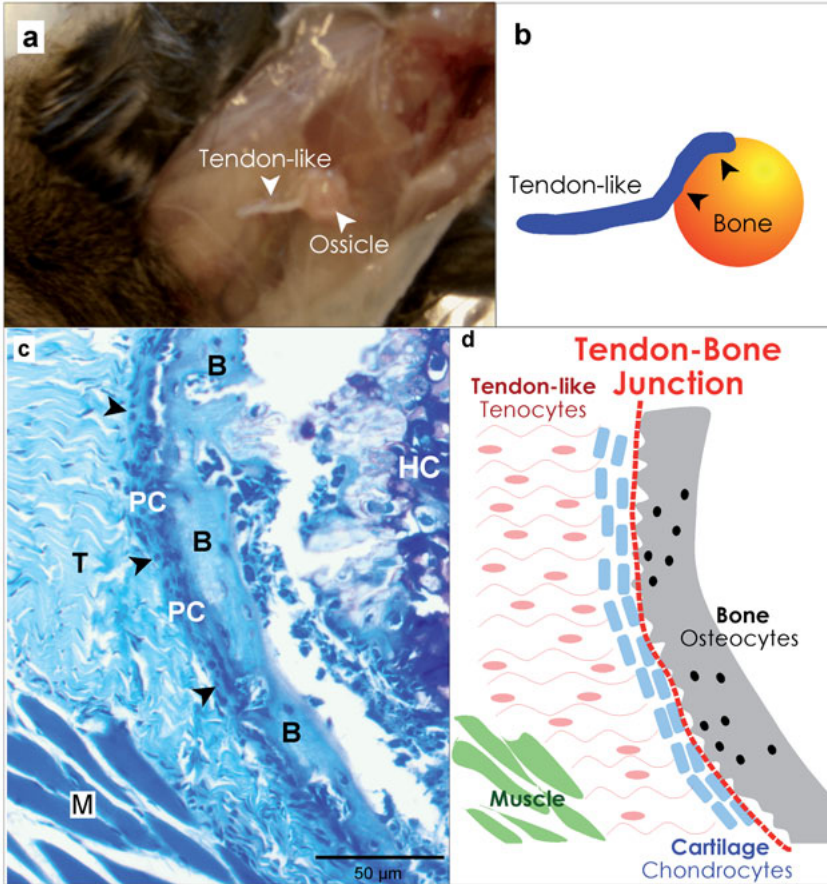 a
Tendon-like
Ossicle
b
Tendon-like
Bone
c
B
HC
PC
B
T
PC
B
M
50 µm
d
Tendon-Bone
Junction
Tendon-like
Tenocytes
Bone
Osteocytes
Muscle
Cartilage
Chondrocytes